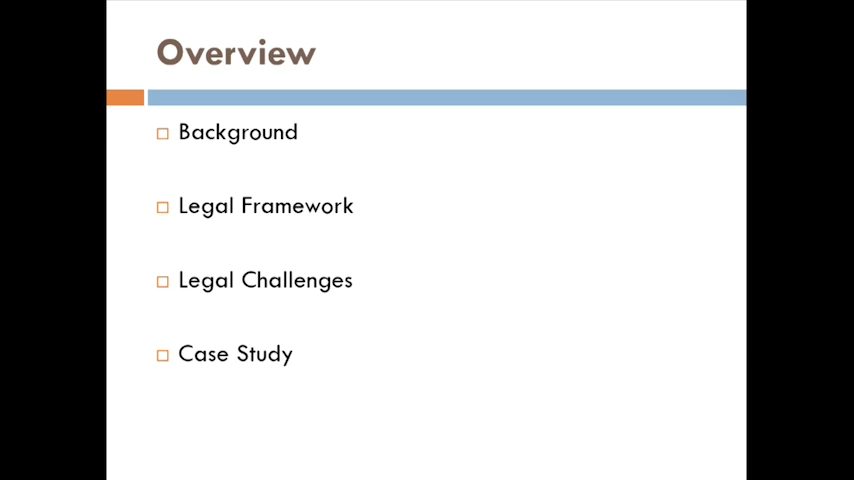 Overview
Background
Legal Framework
Legal Challenges
Case Study